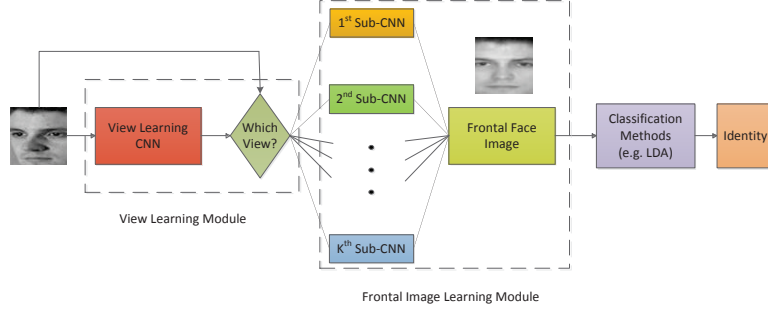 1st Sub-CNN
2nd Sub-CNN
View Learning
CNN
Which
View?
Frontal Face
Image
Classification
Methods
(e.g. LDA)
Identity
View Learning Module
Kth Sub-CNN
Frontal Image Learning Module